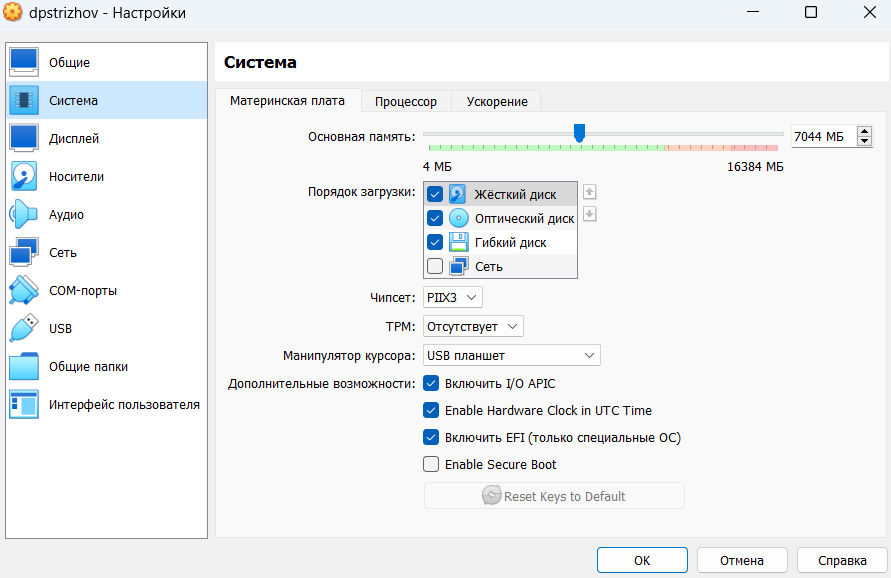 dpstrizhov - Настройки
Общие
Система
Дисплей
Носители
Аудио
Сеть
COM-порты
USB
Общие папки
Интерфейс пользователя
Система
Материнская плата Процессор Ускорение
Основная память: 7044 МБ
4 МБ 16384 МБ
Порядок загрузки: Жёсткий диск
Оптический диск
Гибкий диск
Сеть
Чипсет: PIIX3
TPM: Отсутствует
Манипулятор курсора: USB планшет
Дополнительные возможности: Включить I/O APIC
Enable Hardware Clock in UTC Time
Включить EFI (только специальные ОС)
Enable Secure Boot
Reset Keys to Default
OK Отмена Справка